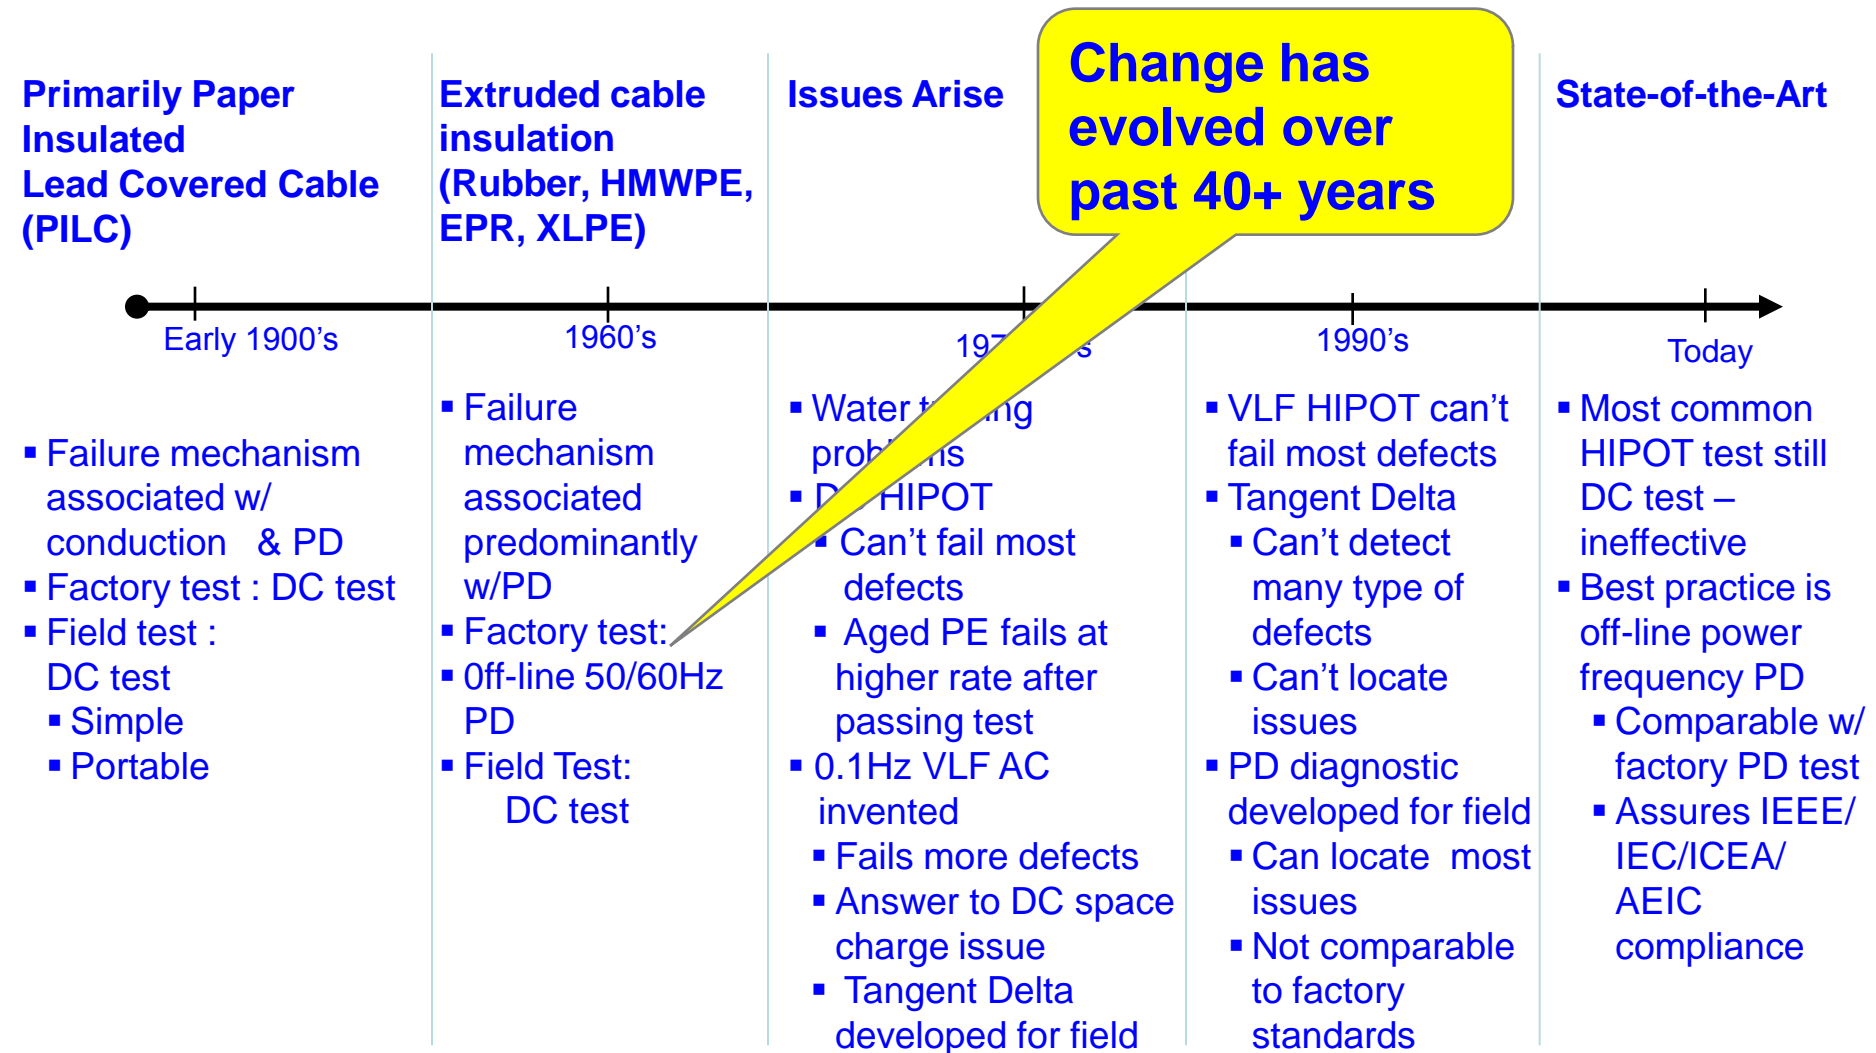 Change has
evolved over
past 40+ years
Primarily Paper
Insulated
Lead Covered Cable
(PILC)
Extruded cable
insulation
(Rubber, HMWPE,
EPR, XLPE)
Issues Arise
State-of-the-Art
Early 1900's
1960's
1990's
Today
▪ Failure mechanism
associated w/
conduction & PD
▪ Factory test : DC test
▪ Field test :
DC test
▪ Simple
▪ Portable
▪ Failure
mechanism
associated
predominantly
w/PD
▪ Factory test:
▪ 0ff-line 50/60Hz
PD
▪ Field Test:
DC test
▪ Water
▪ HIPOT
▪ Can't fail most
defects
▪ Aged PE fails at
higher rate after
passing test
▪ 0.1Hz VLF AC
invented
▪ Fails more defects
▪ Answer to DC space
charge issue
▪ Tangent Delta
developed for field
▪ VLF HIPOT can't
fail most defects
▪ Tangent Delta
▪ Can't detect
many type of
defects
▪ Can't locate
issues
▪ PD diagnostic
developed for field
▪ Can locate most
issues
▪ Not comparable
to factory
standards
▪ Most common
HIPOT test still
DC test –
ineffective
▪ Best practice is
off-line power
frequency PD
▪ Comparable w/
factory PD test
▪ Assures IEEE/
IEC/ICEA/
AEIC
compliance